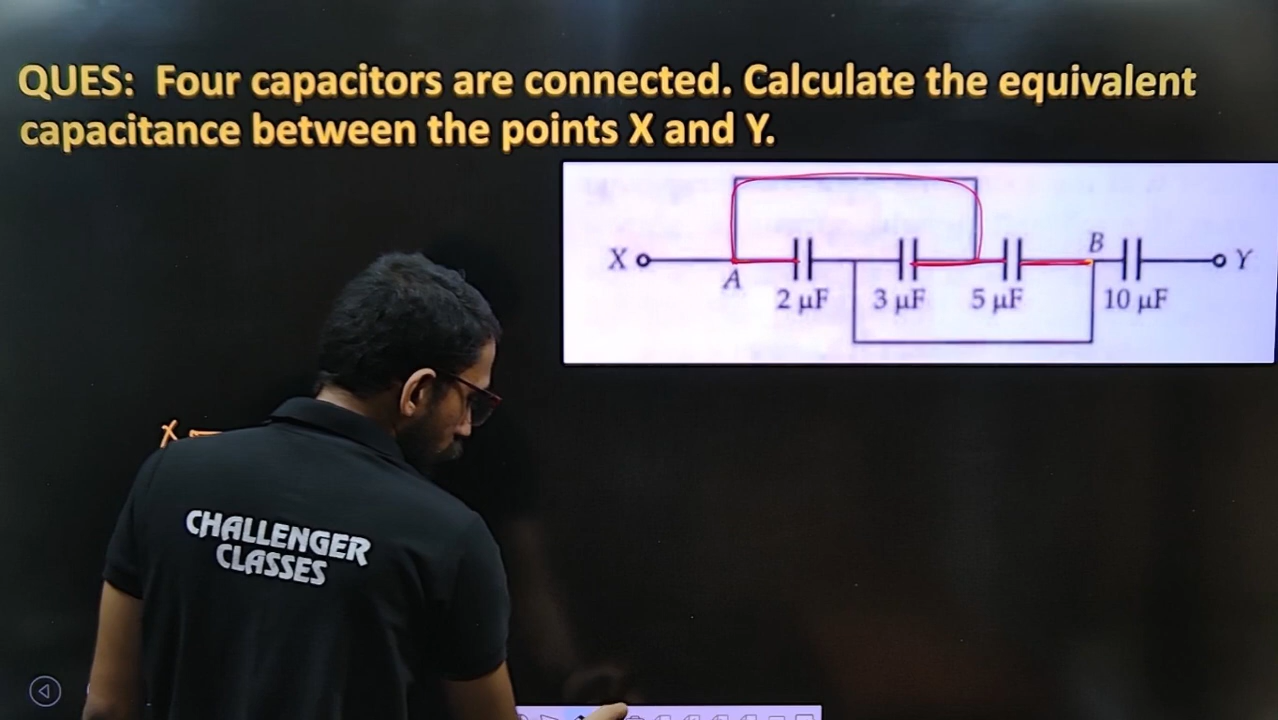 QUES: Four capacitors are connected. Calculate the equivalent
capacitance between the points X and Y.
X A B Y
2 µF 3 µF 5 µF 10 µF
X
CHALLENGER
CLASSES